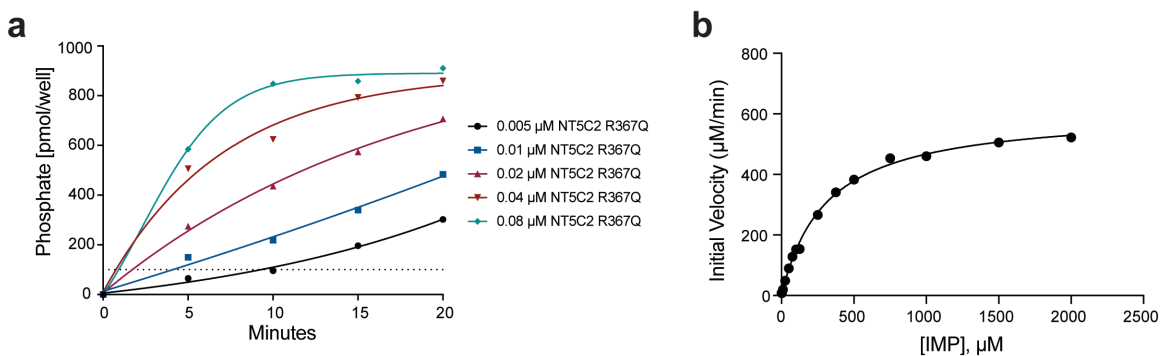 a
Phosphate [pmol/well]
1000
800
600
400
200
0
0
5
10
15
20
Minutes
0.005 µM NT5C2 R367Q
0.01 µM NT5C2 R367Q
0.02 µM NT5C2 R367Q
0.04 µM NT5C2 R367Q
0.08 µM NT5C2 R367Q
b
Initial Velocity (µM/min)
800
600
400
200
0
0
500
1000
1500
2000
2500
[IMP], µM